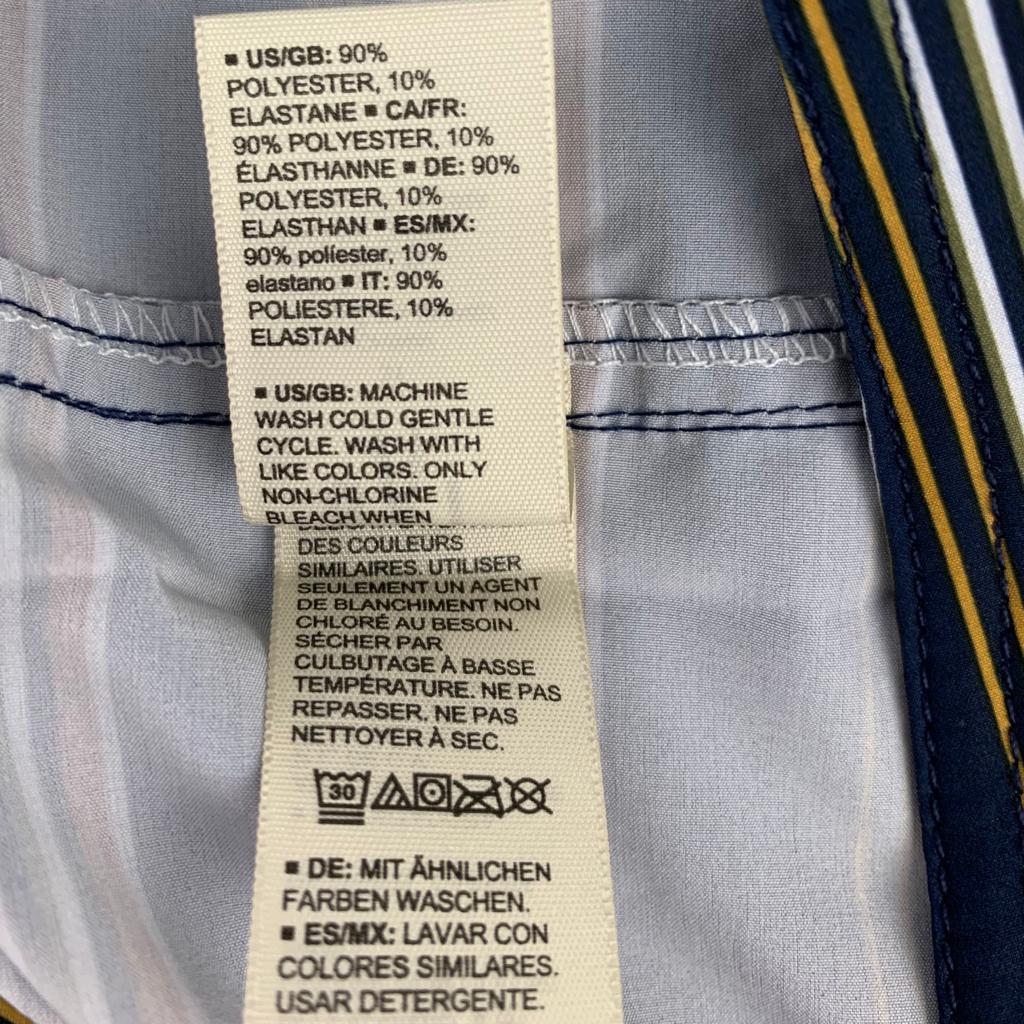 ▪ US/GB: 90%
POLYESTER, 10%
ELASTANE ▪ CA/FR:
90% POLYESTER, 10%
ÉLASTHANNE ▪ DE: 90%
POLYESTER, 10%
ELASTHAN ▪ ES/MX:
90% políester, 10%
elastano ▪ IT: 90%
POLIESTERE, 10%
ELASTAN
▪ US/GB: MACHINE
WASH COLD GENTLE
CYCLE. WASH WITH
LIKE COLORS. ONLY
NON-CHLORINE
BLEACH WHEN
DES COULEURS
SIMILAIRES. UTILISER
SEULEMENT UN AGENT
DE BLANCHIMENT NON
CHLORÉ AU BESOIN.
SÉCHER PAR
CULBUTAGE À BASSE
TEMPÉRATURE. NE PAS
REPASSER. NE PAS
NETTOYER À SEC.
30
▪ DE: MIT ÄHNLICHEN
FARBEN WASCHEN.
▪ ES/MX: LAVAR CON
COLORES SIMILARES.
USAR DETERGENTE.